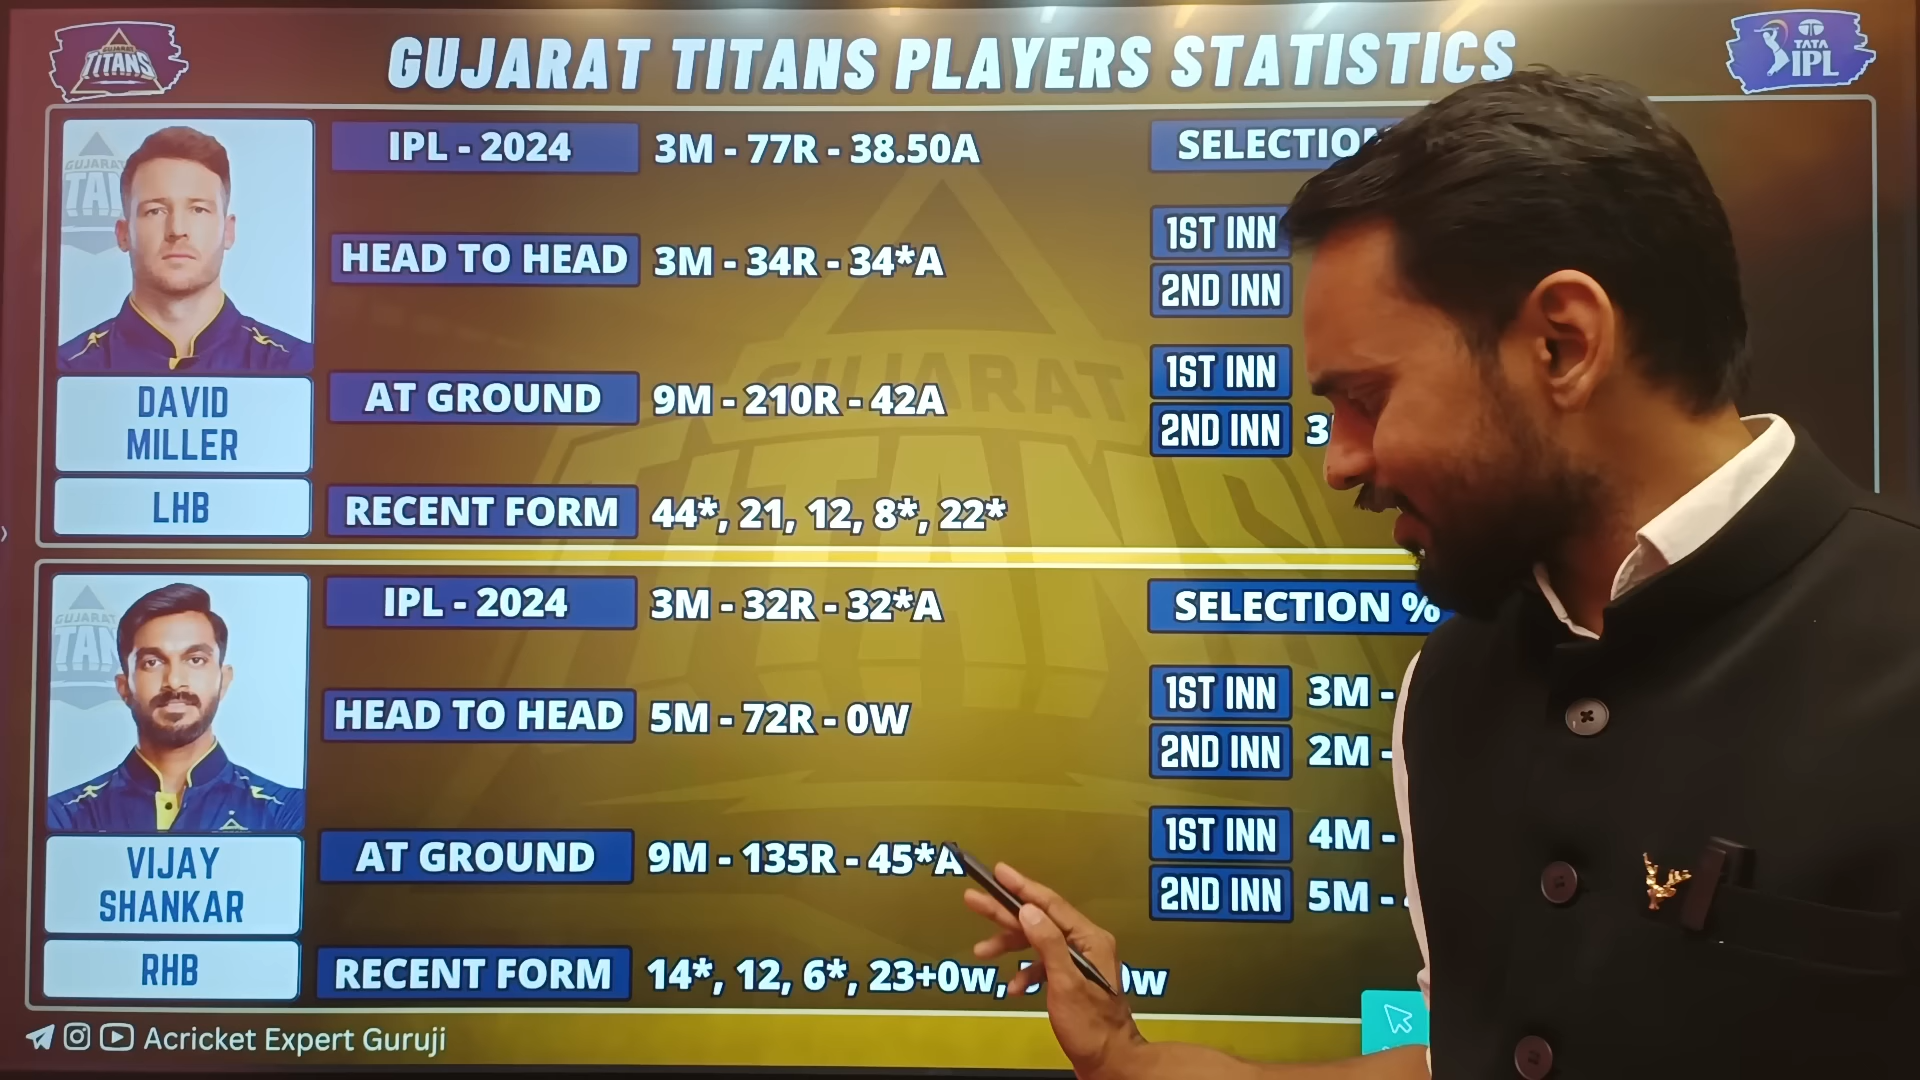 TITANS
GUJARAT TITANS PLAYERS STATISTICS
TATA
IPL
IPL - 2024
3M - 77R - 38.50A
HEAD TO HEAD
3M - 34R - 34*A
1ST INN
2ND INN
AT GROUND
9M - 210R - 42A
1ST INN
2ND INN
DAVID
MILLER
LHB
RECENT FORM
44*, 21, 12, 8*, 22*
IPL - 2024
3M - 32R - 32*A
SELECTION %
HEAD TO HEAD
5M - 72R - 0W
1ST INN
3M -
2ND INN
2M -
AT GROUND
9M - 135R - 45*A
1ST INN
4M -
2ND INN
5M -
VIJAY
SHANKAR
RHB
RECENT FORM
14*, 12, 6*, 23+0w,
Acricket Expert Guruji
GUJARAT
TITANS